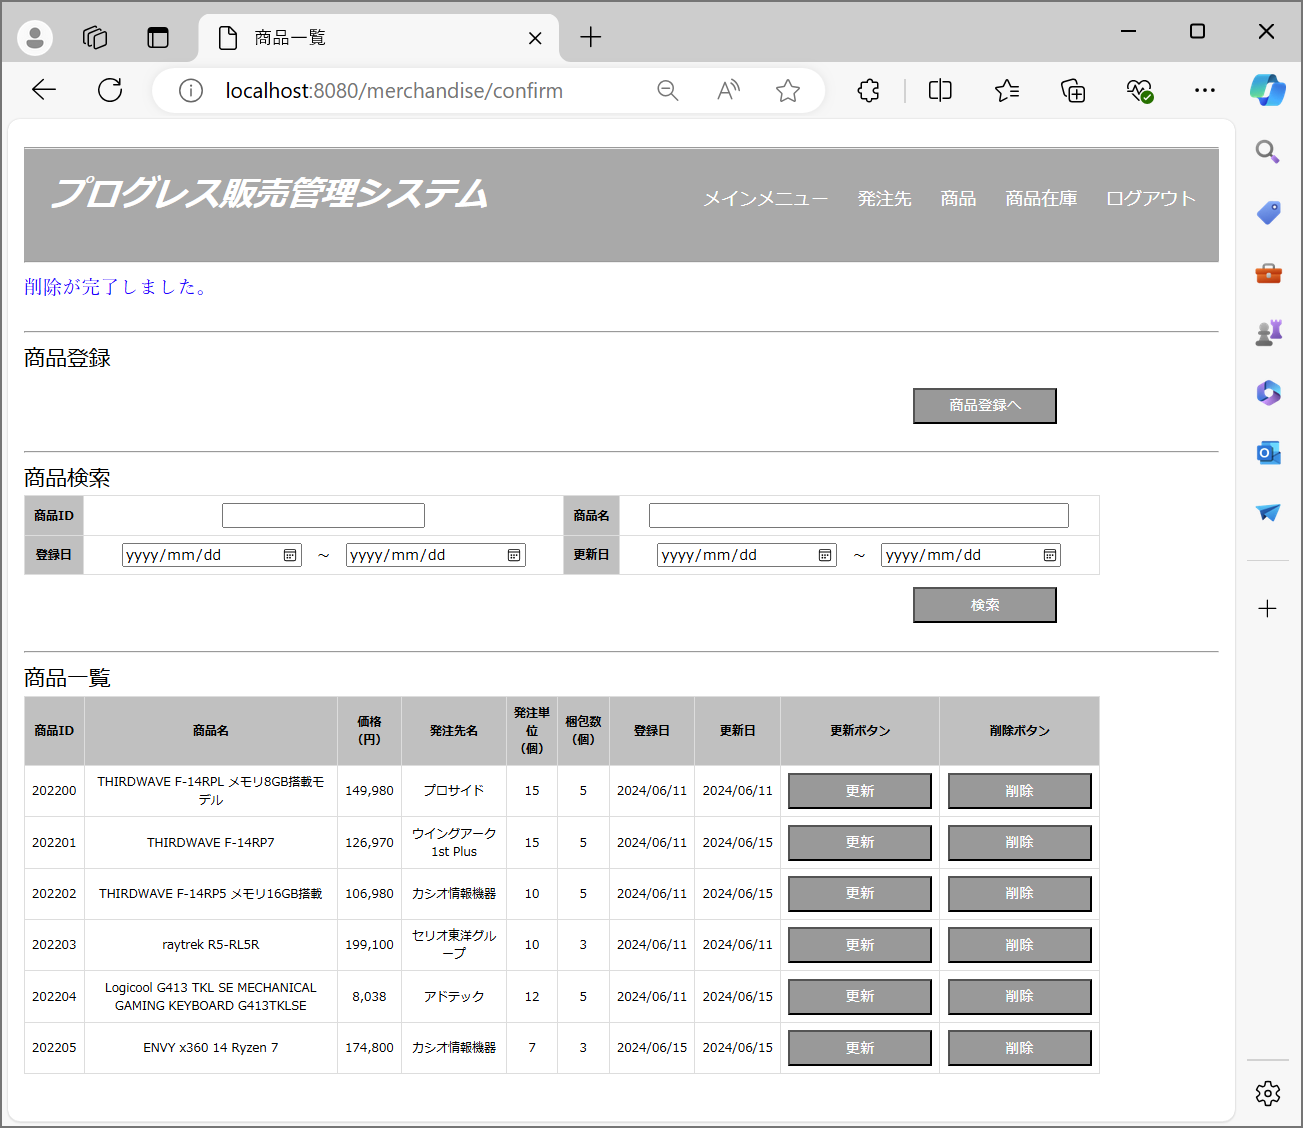 商品一覧
localhost:8080/merchandise/confirm
プログレス販売管理システム
メインメニュー 発注先 商品 商品在庫 ログアウト
削除が完了しました。
商品登録
商品登録へ
商品検索
商品ID 商品名
登録日 yyyy/mm/dd ～ yyyy/mm/dd 更新日 yyyy/mm/dd ～ yyyy/mm/dd
検索
商品一覧
商品ID 商品名 価格（円） 発注先名 発注単位（個） 梱包数（個） 登録日 更新日 更新ボタン 削除ボタン
202200 THIRDWAVE F-14RPL メモリ8GB搭載モデル 149,980 プロサイド 15 5 2024/06/11 2024/06/11 更新 削除
202201 THIRDWAVE F-14RP7 126,970 ウイングアーク1st Plus 15 5 2024/06/11 2024/06/15 更新 削除
202202 THIRDWAVE F-14RP5 メモリ16GB搭載 106,980 カシオ情報機器 10 5 2024/06/11 2024/06/15 更新 削除
202203 raytrek R5-RL5R 199,100 セリオ東洋グループ 10 3 2024/06/11 2024/06/11 更新 削除
202204 Logicool G413 TKL SE MECHANICAL GAMING KEYBOARD G413TKLSE 8,038 アドテック 12 5 2024/06/11 2024/06/15 更新 削除
202205 ENVY x360 14 Ryzen 7 174,800 カシオ情報機器 7 3 2024/06/15 2024/06/15 更新 削除